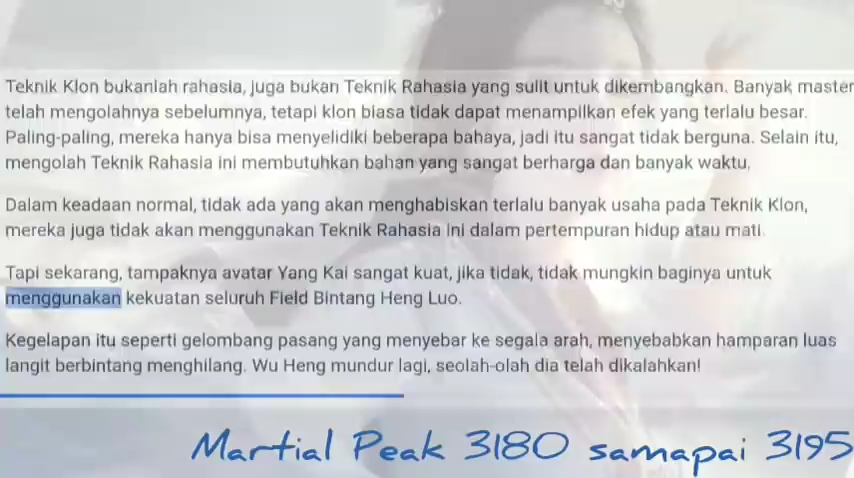 Teknik Klon bukanlah rahasia, juga bukan Teknik Rahasia yang sulit untuk dikembangkan. Banyak master
telah mengolahnya sebelumnya, tetapi klon biasa tidak dapat menampilkan efek yang terlalu besar.
Paling-paling, mereka hanya bisa menyelidiki beberapa bahaya, jadi itu sangat tidak berguna. Selain itu,
mengolah Teknik Rahasia ini membutuhkan bahan yang sangat berharga dan banyak waktu.
Dalam keadaan normal, tidak ada yang akan menghabiskan terlalu banyak usaha pada Teknik Klon,
mereka juga tidak akan menggunakan Teknik Rahasia ini dalam pertempuran hidup atau mati.
Tapi sekarang, tampaknya avatar Yang Kai sangat kuat, jika tidak, tidak mungkin baginya untuk
menggunakan kekuatan seluruh Field Bintang Heng Luo.
Kegelapan itu seperti gelombang pasang yang menyebar ke segala arah, menyebabkan hamparan luas
langit berbintang menghilang. Wu Heng mundur lagi, seolah-olah dia telah dikalahkan!
Martial Peak 3180 samapai 3195